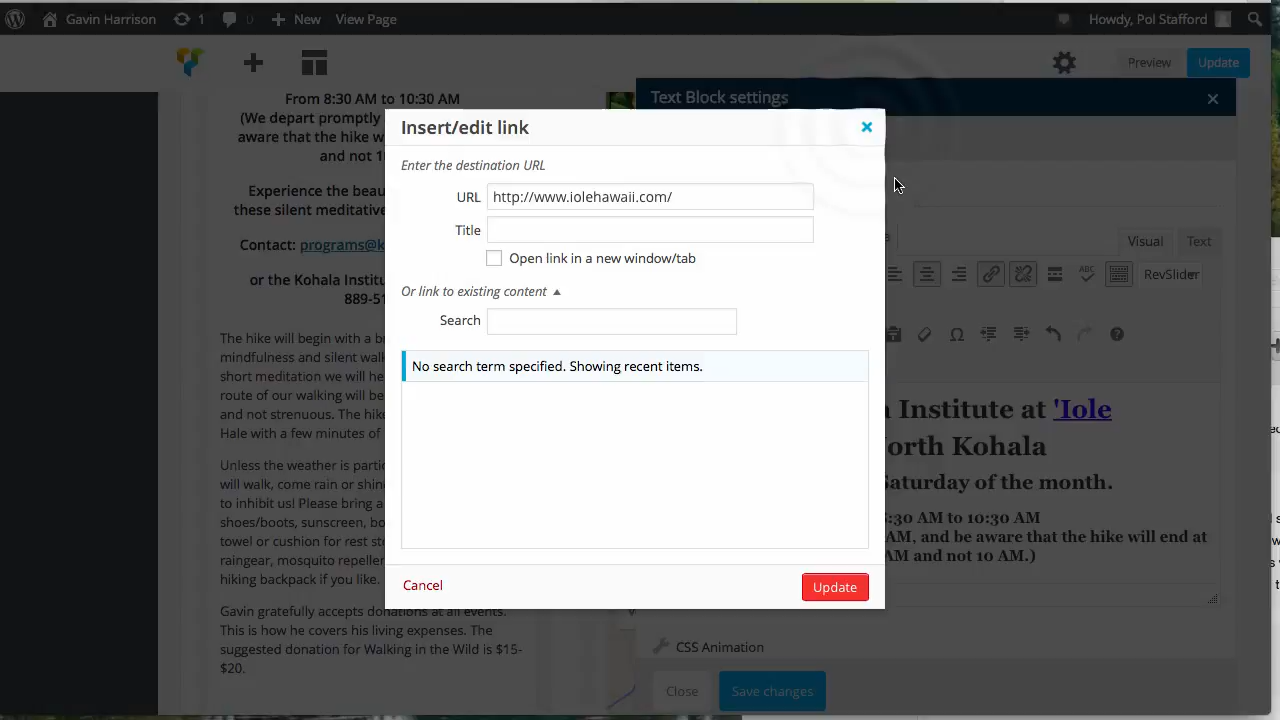 Gavin Harrison
1
0
New
View Page
Howdy, Pol Stafford
Preview
Update
From 8:30 AM to 10:30 AM
(We depart promptly
aware that the hike w
and not 1
Experience the beau
these silent meditative
Contact: programs@k
or the Kohala Institu
889-51
The hike will begin with a b
mindfulness and silent walk
short meditation we will he
route of our walking will be
and not strenuous. The hike
Hale with a few minutes of
Unless the weather is partic
will walk, come rain or shin
to inhibit us! Please bring a
shoes/boots, sunscreen, bo
towel or cushion for rest sto
raingear, mosquito repeller
hiking backpack if you like.
Gavin gratefully accepts donations at all events.
This is how he covers his living expenses. The
suggested donation for Walking in the Wild is $15-
$20.
Text Block settings
Insert/edit link
Enter the destination URL
URL
http://www.iolehawaii.com/
Title
Open link in a new window/tab
Or link to existing content
Search
No search term specified. Showing recent items.
Cancel
Update
Visual
Text
ABC
RevSlider
a Institute at 'Iole
orth Kohala
Saturday of the month.
8:30 AM to 10:30 AM
AM, and be aware that the hike will end at
AM and not 10 AM.)
CSS Animation
Close
Save changes